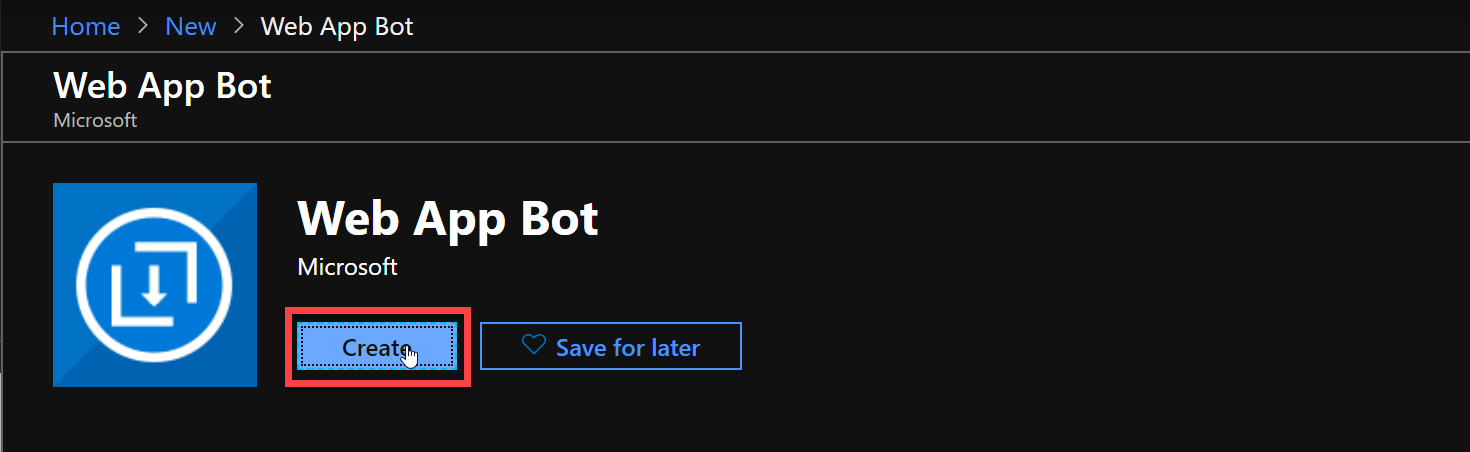 Home > New > Web App Bot
Web App Bot
Microsoft
Web App Bot
Microsoft
Create
Save for later